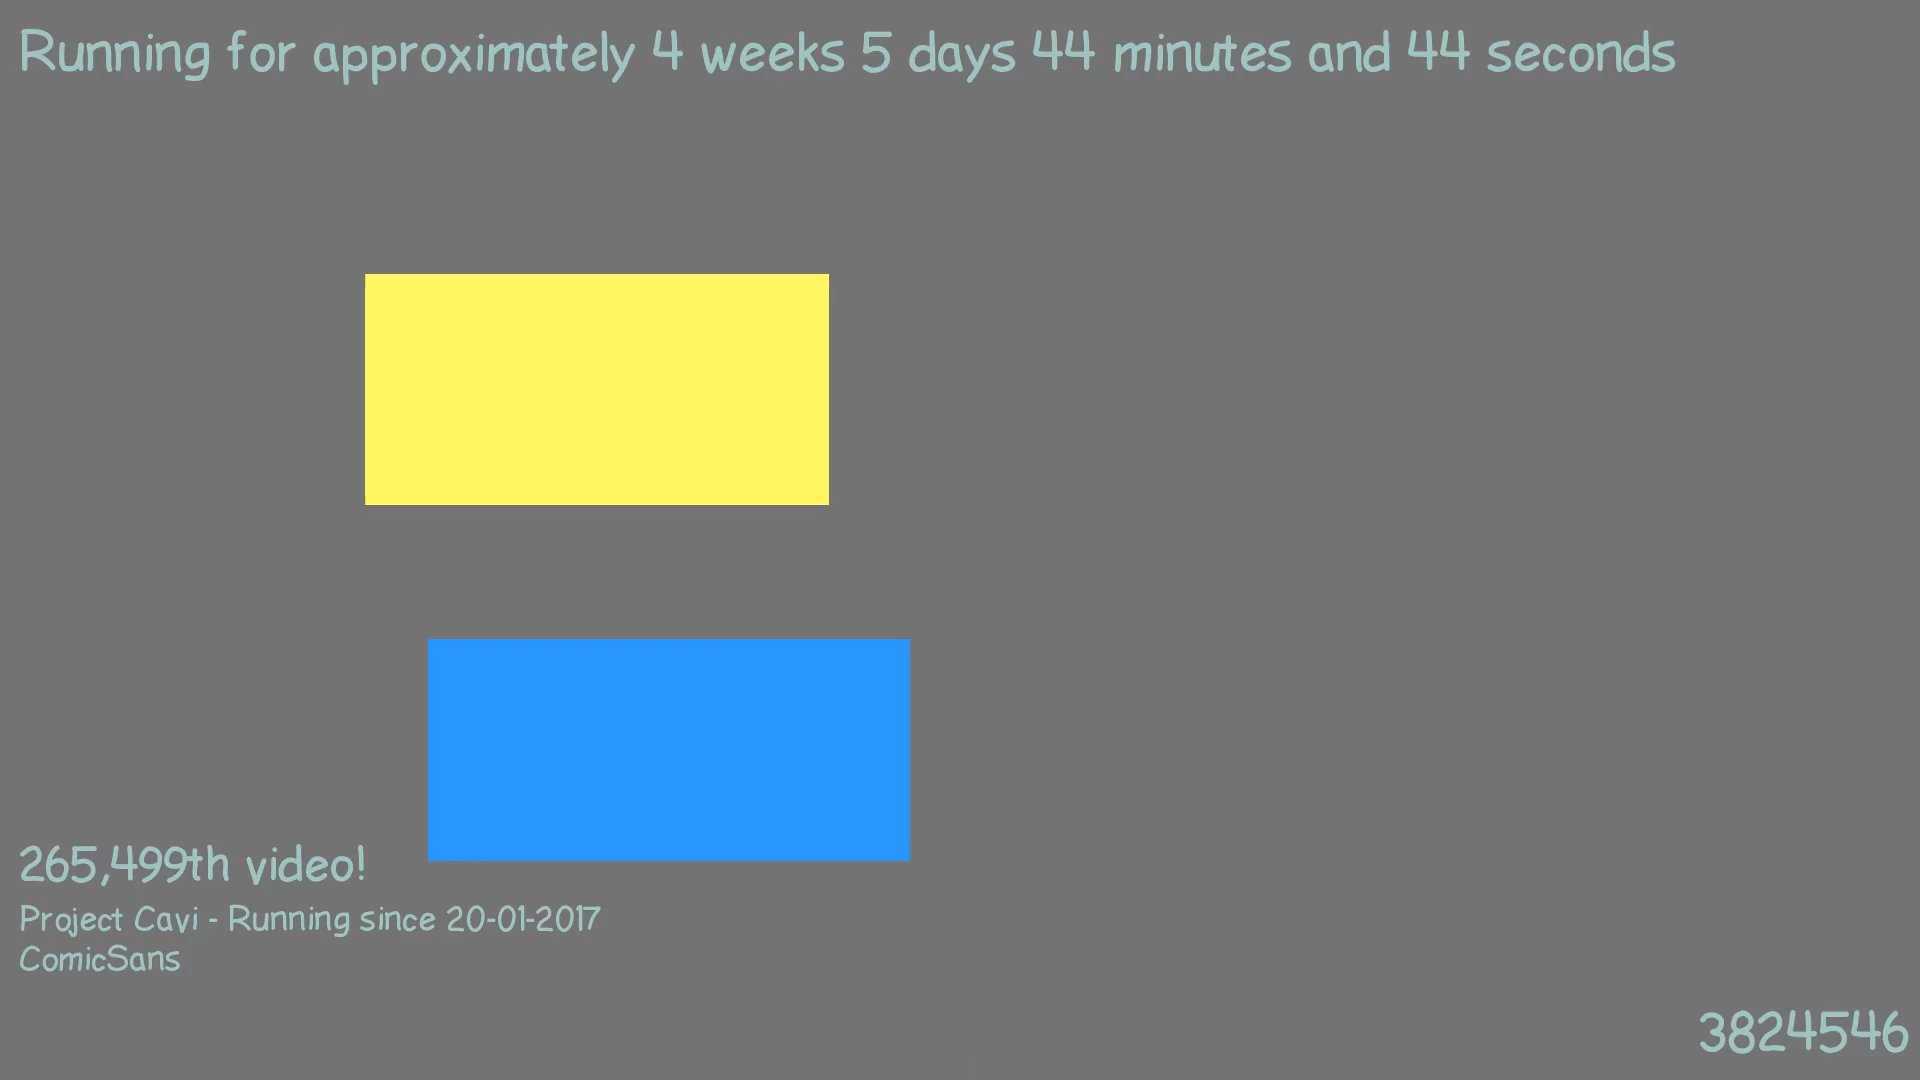 Running for approximately 4 weeks 5 days 44 minutes and 44 seconds
265,499th video!
Project Cavi - Running since 20-01-2017
ComicSans
3824546